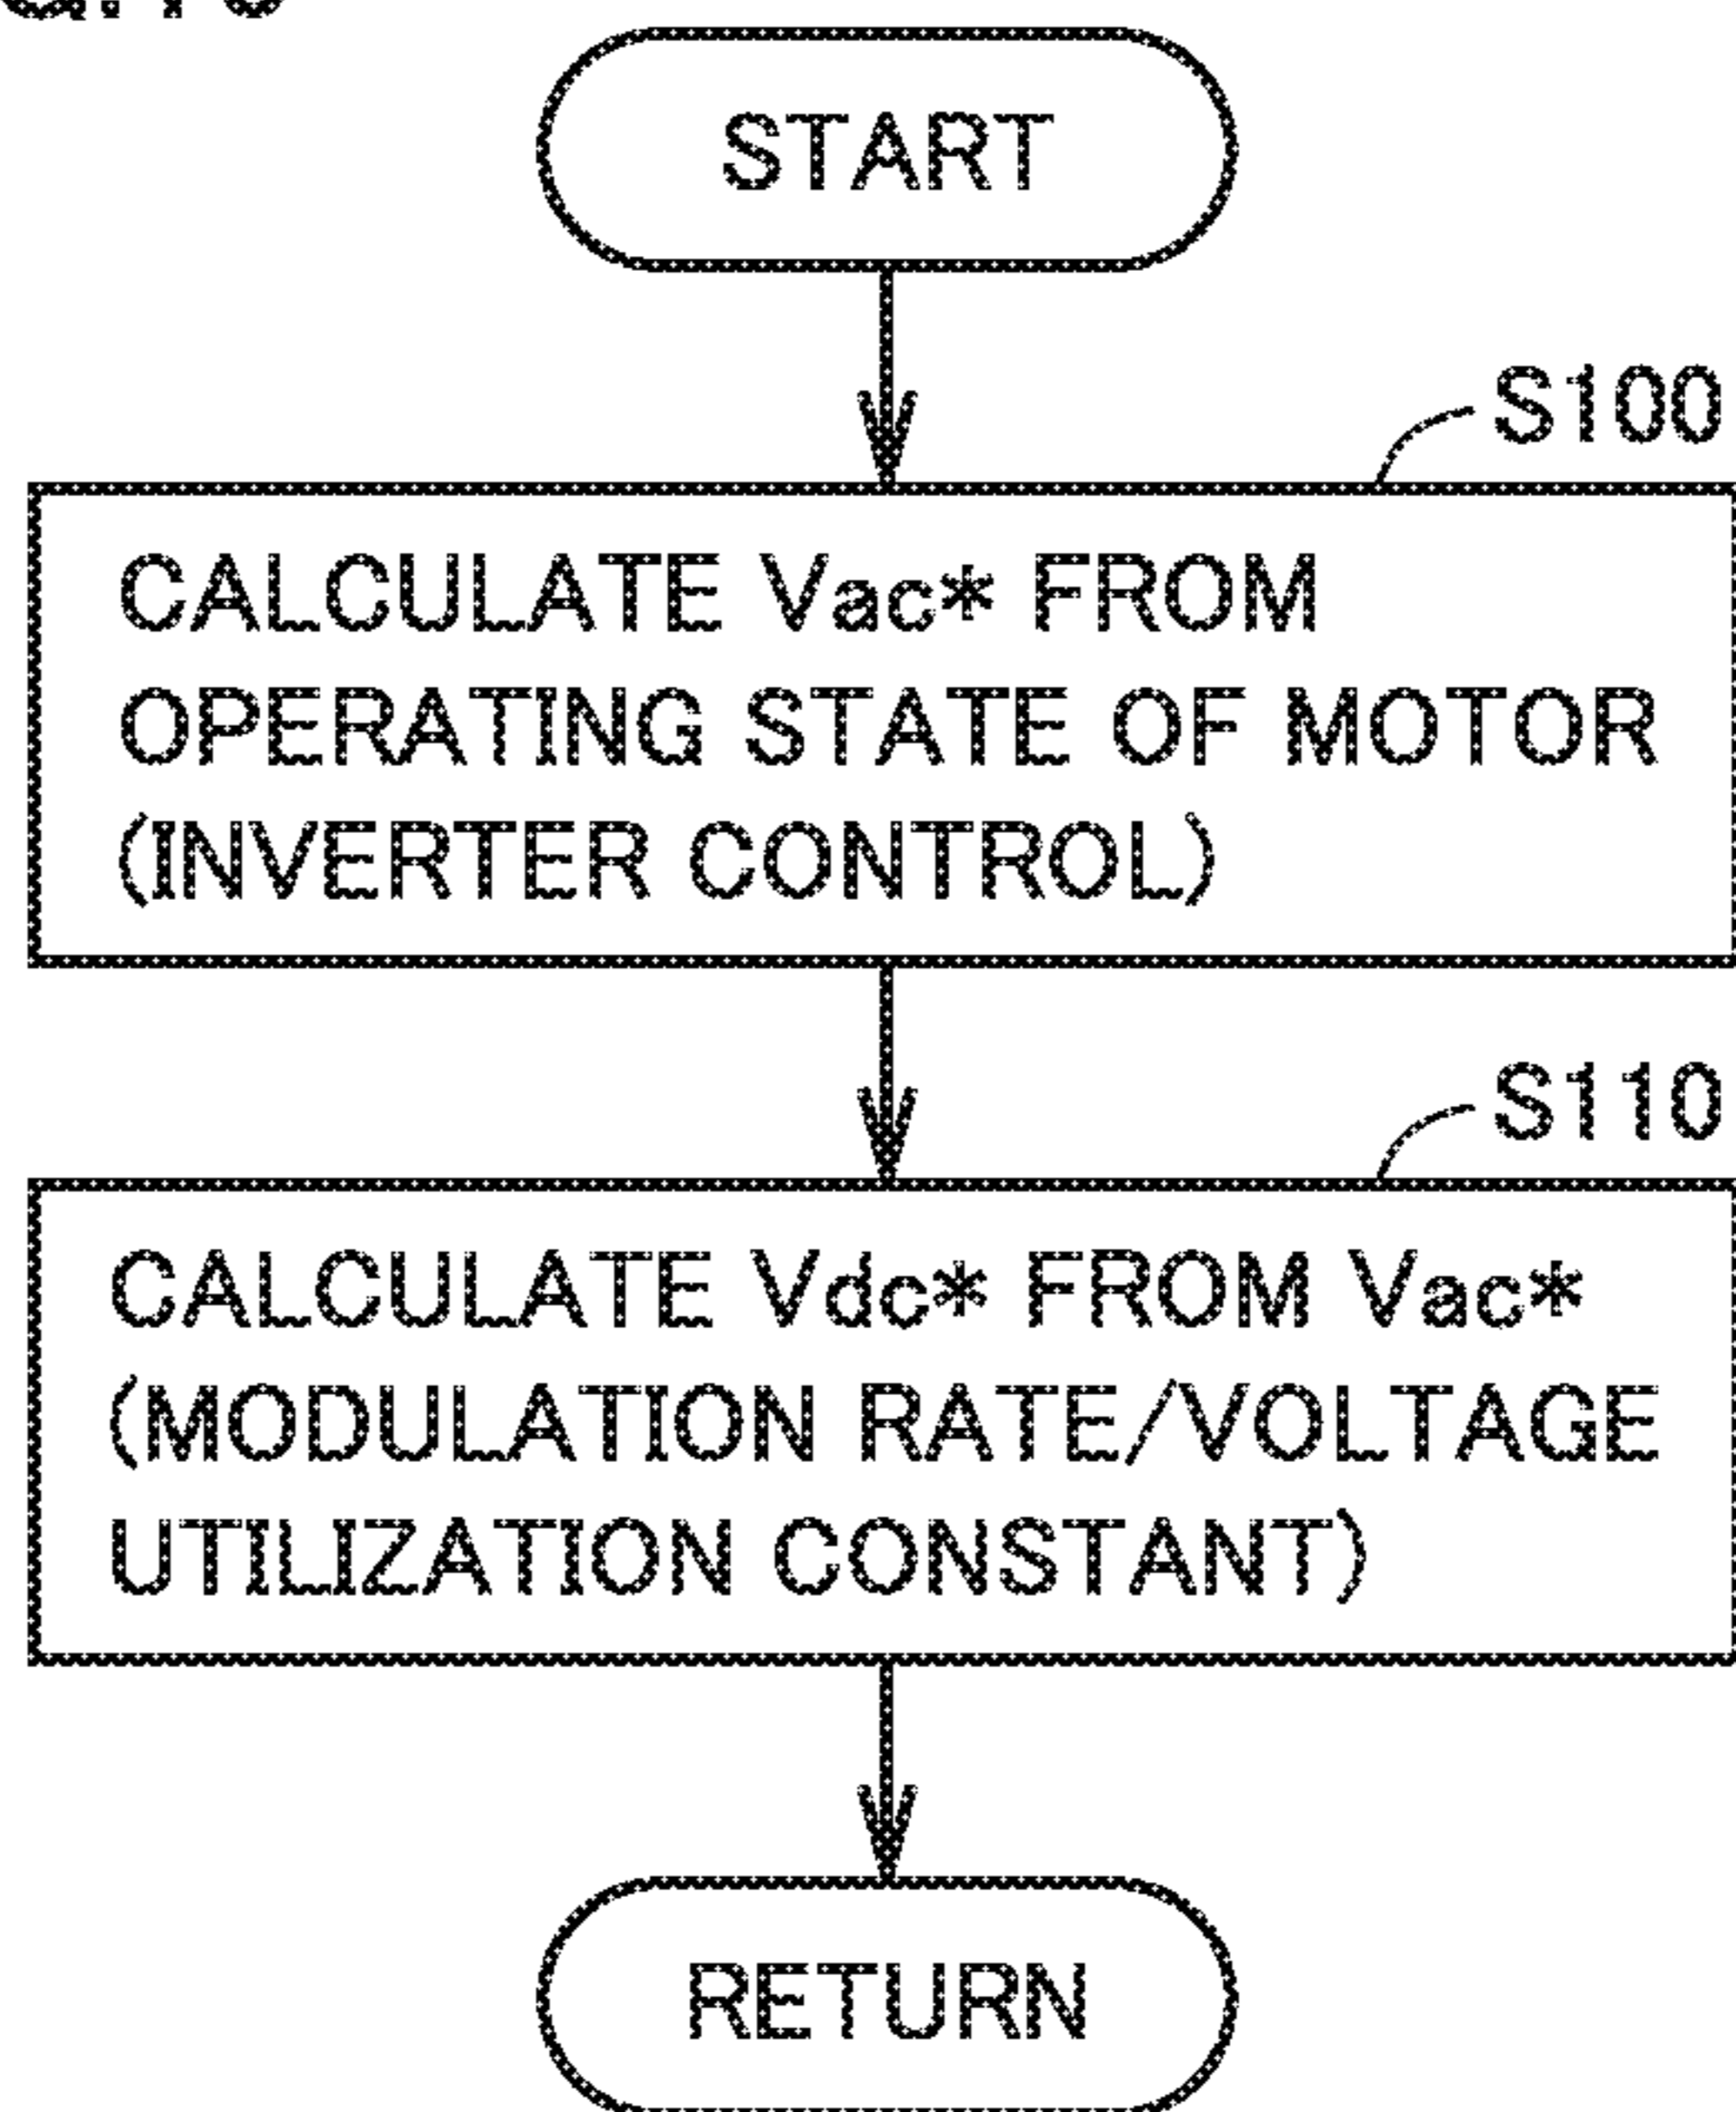 START
S100
CALCULATE Vac* FROM
OPERATING STATE OF MOTOR
(INVERTER CONTROL)
S110
CALCULATE Vdc* FROM Vac*
(MODULATION RATE/VOLTAGE
UTILIZATION CONSTANT)
RETURN